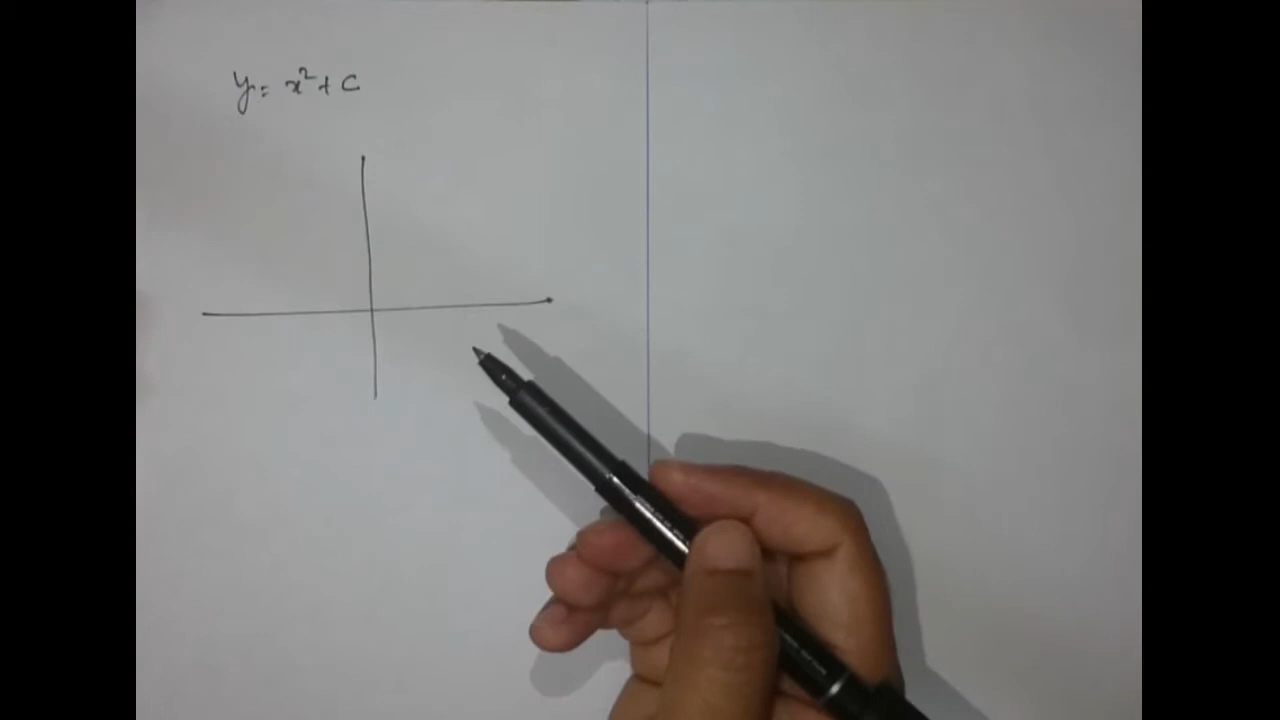 y = x² + c